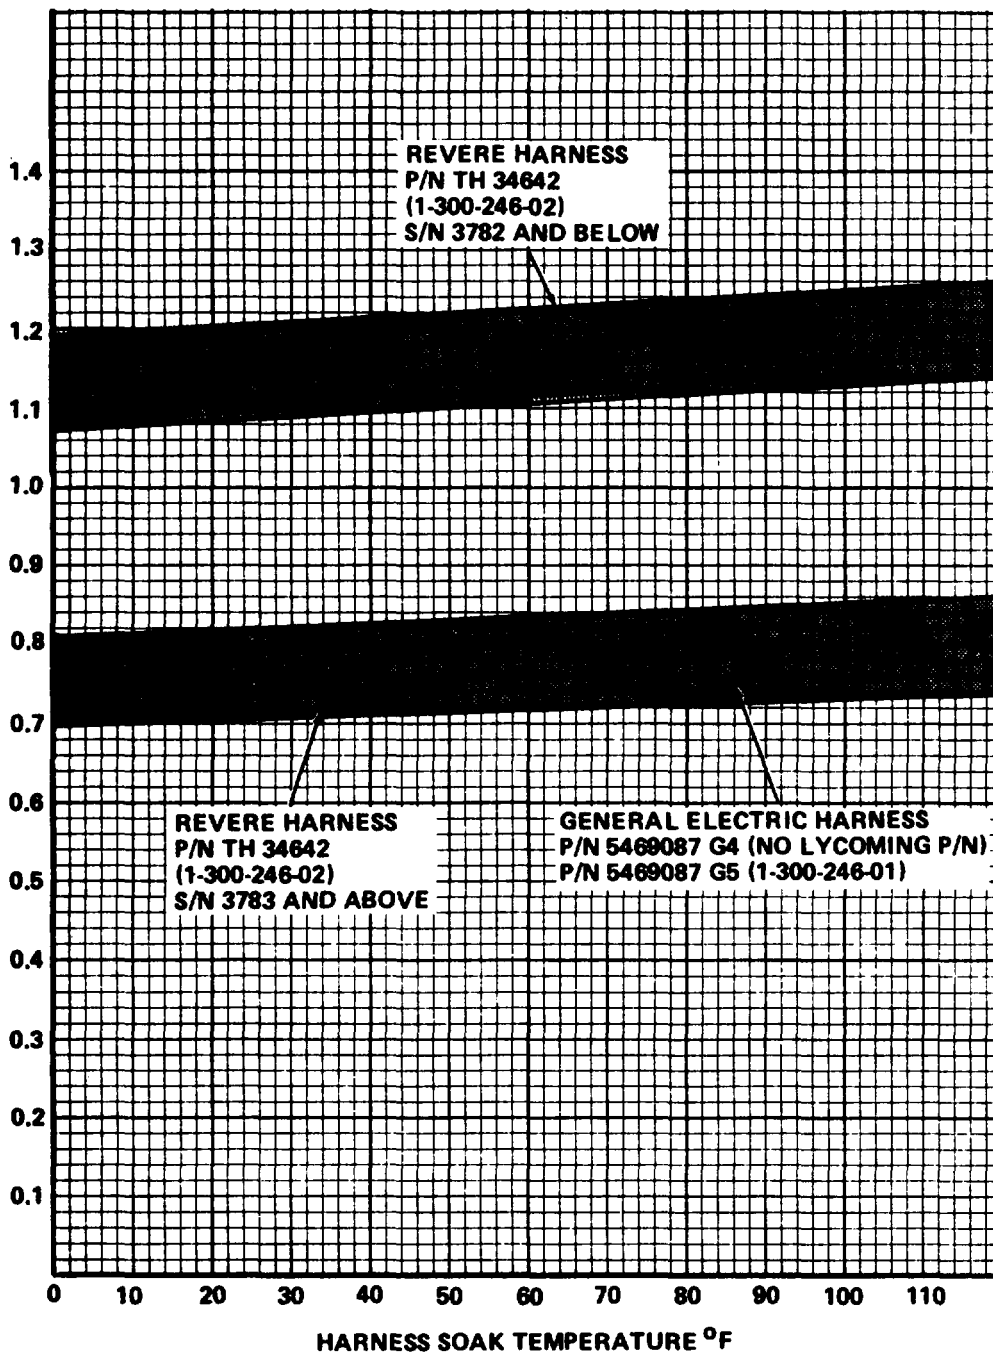 REVERE HARNESS
P/N TH 34642
(1-300-246-02)
S/N 3782 AND BELOW
1.4
1.3
1.2
1.1
1.0
0.9
0.8
0.7
0.6
0.5
0.4
0.3
0.2
0.1
REVERE HARNESS
P/N TH 34642
(1-300-246-02)
S/N 3783 AND ABOVE
GENERAL ELECTRIC HARNESS
P/N 5469087 G4 (NO LYCOMING P/N)
P/N 5469087 G5 (1-300-246-01)
0 10 20 30 40 50 60 70 80 90 100 110
HARNESS SOAK TEMPERATURE °F